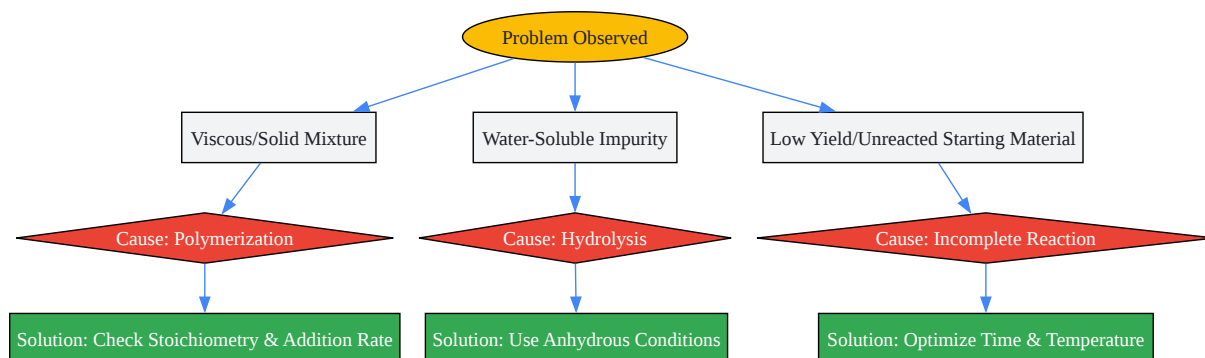 Problem Observed
Viscous/Solid Mixture
Water-Soluble Impurity
Low Yield/Unreacted Starting Material
Cause: Polymerization
Cause: Hydrolysis
Cause: Incomplete Reaction
Solution: Check Stoichiometry & Addition Rate
Solution: Use Anhydrous Conditions
Solution: Optimize Time & Temperature